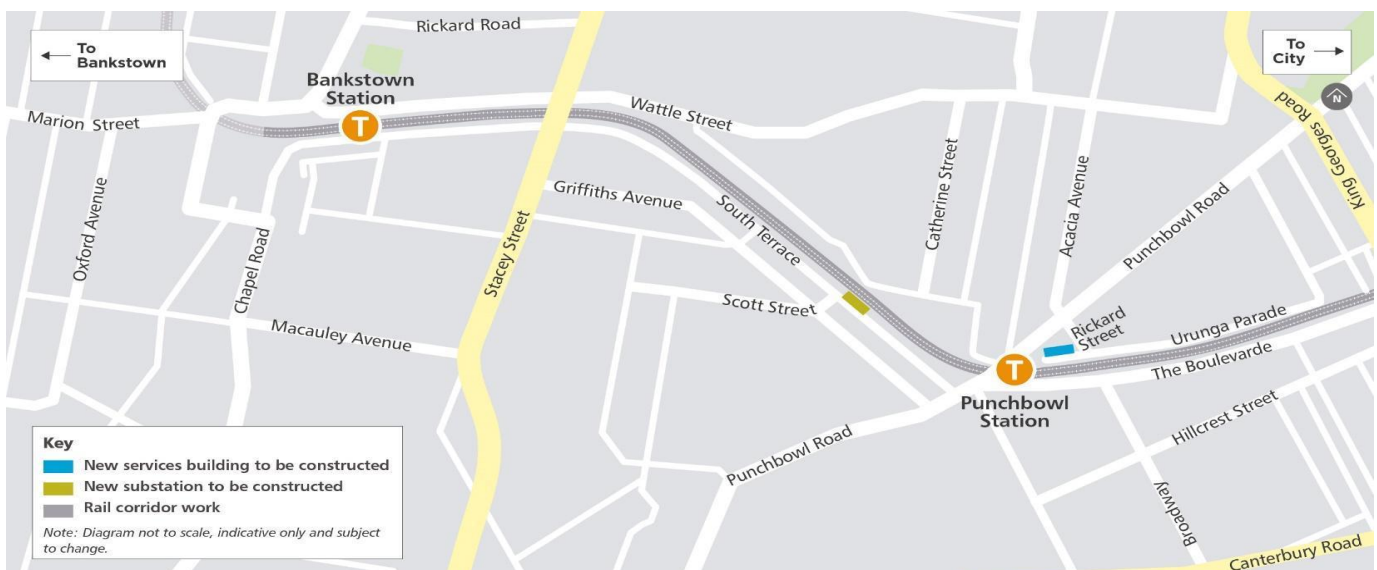 Rickard Road
To
Bankstown
To
City
N
Bankstown
Station
T
Marion Street
Wattle Street
King Georges Road
Griffiths Avenue
South Terrace
Catherine Street
Acacia Avenue
Punchbowl Road
Oxford Avenue
Chapel Road
Stacey Street
Scott Street
Macauley Avenue
Rickard
Street
Urunga Parade
The Boulevarde
T
Punchbowl
Station
Hillcrest Street
Punchbowl Road
Broadway
Canterbury Road
Key
New services building to be constructed
New substation to be constructed
Rail corridor work
Note: Diagram not to scale, indicative only and subject
to change.